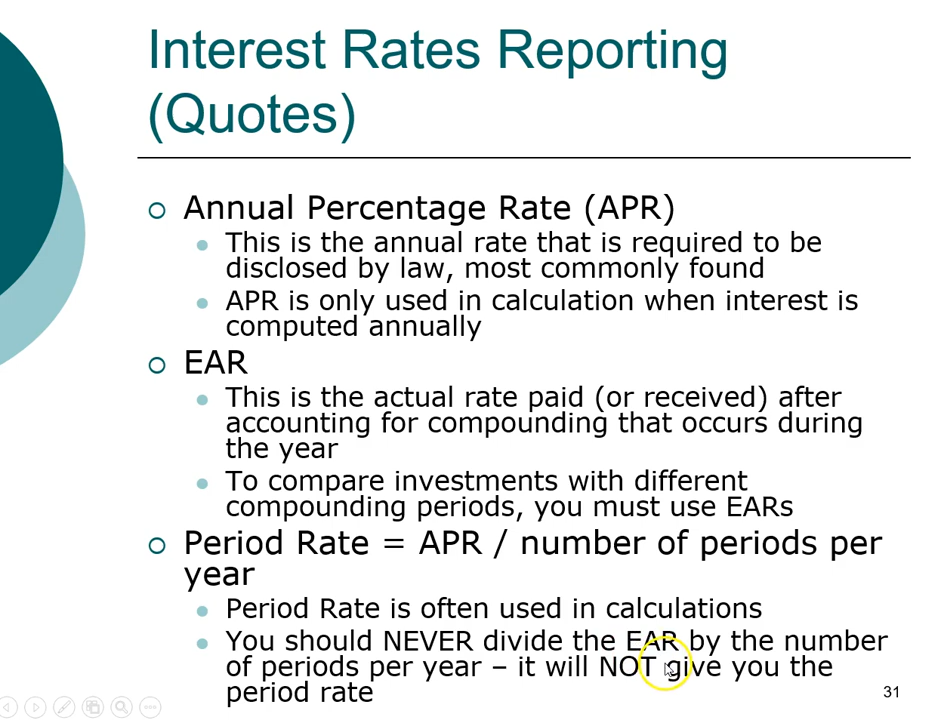 Interest Rates Reporting
(Quotes)
Annual Percentage Rate (APR)
This is the annual rate that is required to be
disclosed by law, most commonly found
APR is only used in calculation when interest is
computed annually
EAR
This is the actual rate paid (or received) after
accounting for compounding that occurs during
the year
To compare investments with different
compounding periods, you must use EARs
Period Rate = APR / number of periods per
year
Period Rate is often used in calculations
You should NEVER divide the EAR by the number
of periods per year – it will NOT give you the
period rate
31